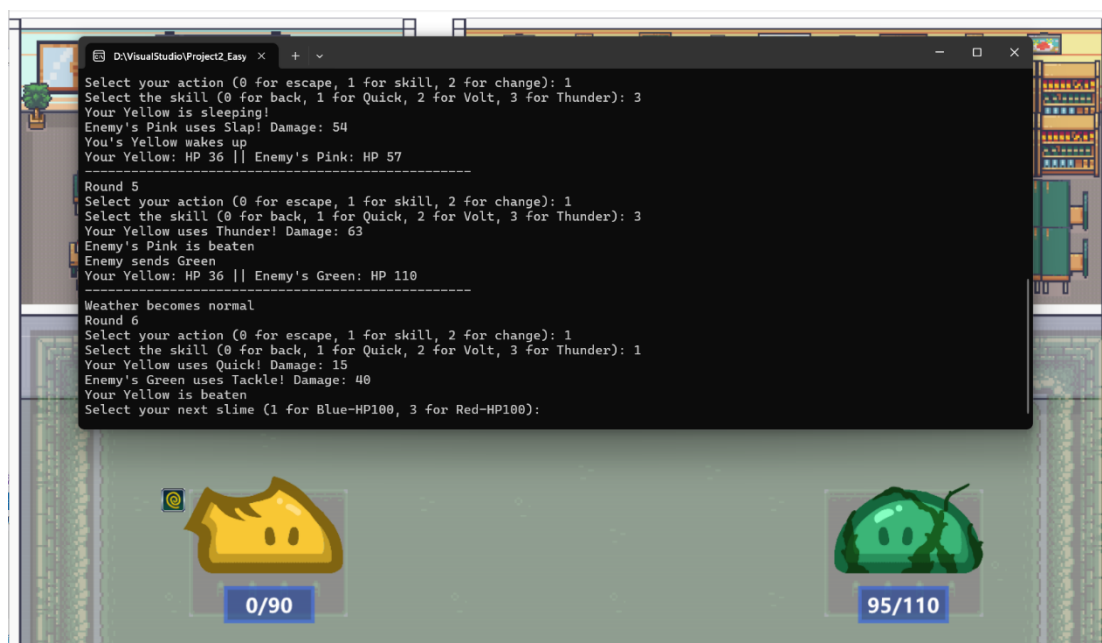 D:\VisualStudio\Project2_Easy
Select your action (0 for escape, 1 for skill, 2 for change): 1
Select the skill (0 for back, 1 for Quick, 2 for Volt, 3 for Thunder): 3
Your Yellow is sleeping!
Enemy's Pink uses Slap! Damage: 54
You's Yellow wakes up
Your Yellow: HP 36 || Enemy's Pink: HP 57
--------------------------------------------------
Round 5
Select your action (0 for escape, 1 for skill, 2 for change): 1
Select the skill (0 for back, 1 for Quick, 2 for Volt, 3 for Thunder): 3
Your Yellow uses Thunder! Damage: 63
Enemy's Pink is beaten
Enemy sends Green
Your Yellow: HP 36 || Enemy's Green: HP 110
--------------------------------------------------
Weather becomes normal
Round 6
Select your action (0 for escape, 1 for skill, 2 for change): 1
Select the skill (0 for back, 1 for Quick, 2 for Volt, 3 for Thunder): 1
Your Yellow uses Quick! Damage: 15
Enemy's Green uses Tackle! Damage: 40
Your Yellow is beaten
Select your next slime (1 for Blue-HP100, 3 for Red-HP100):
0/90
95/110